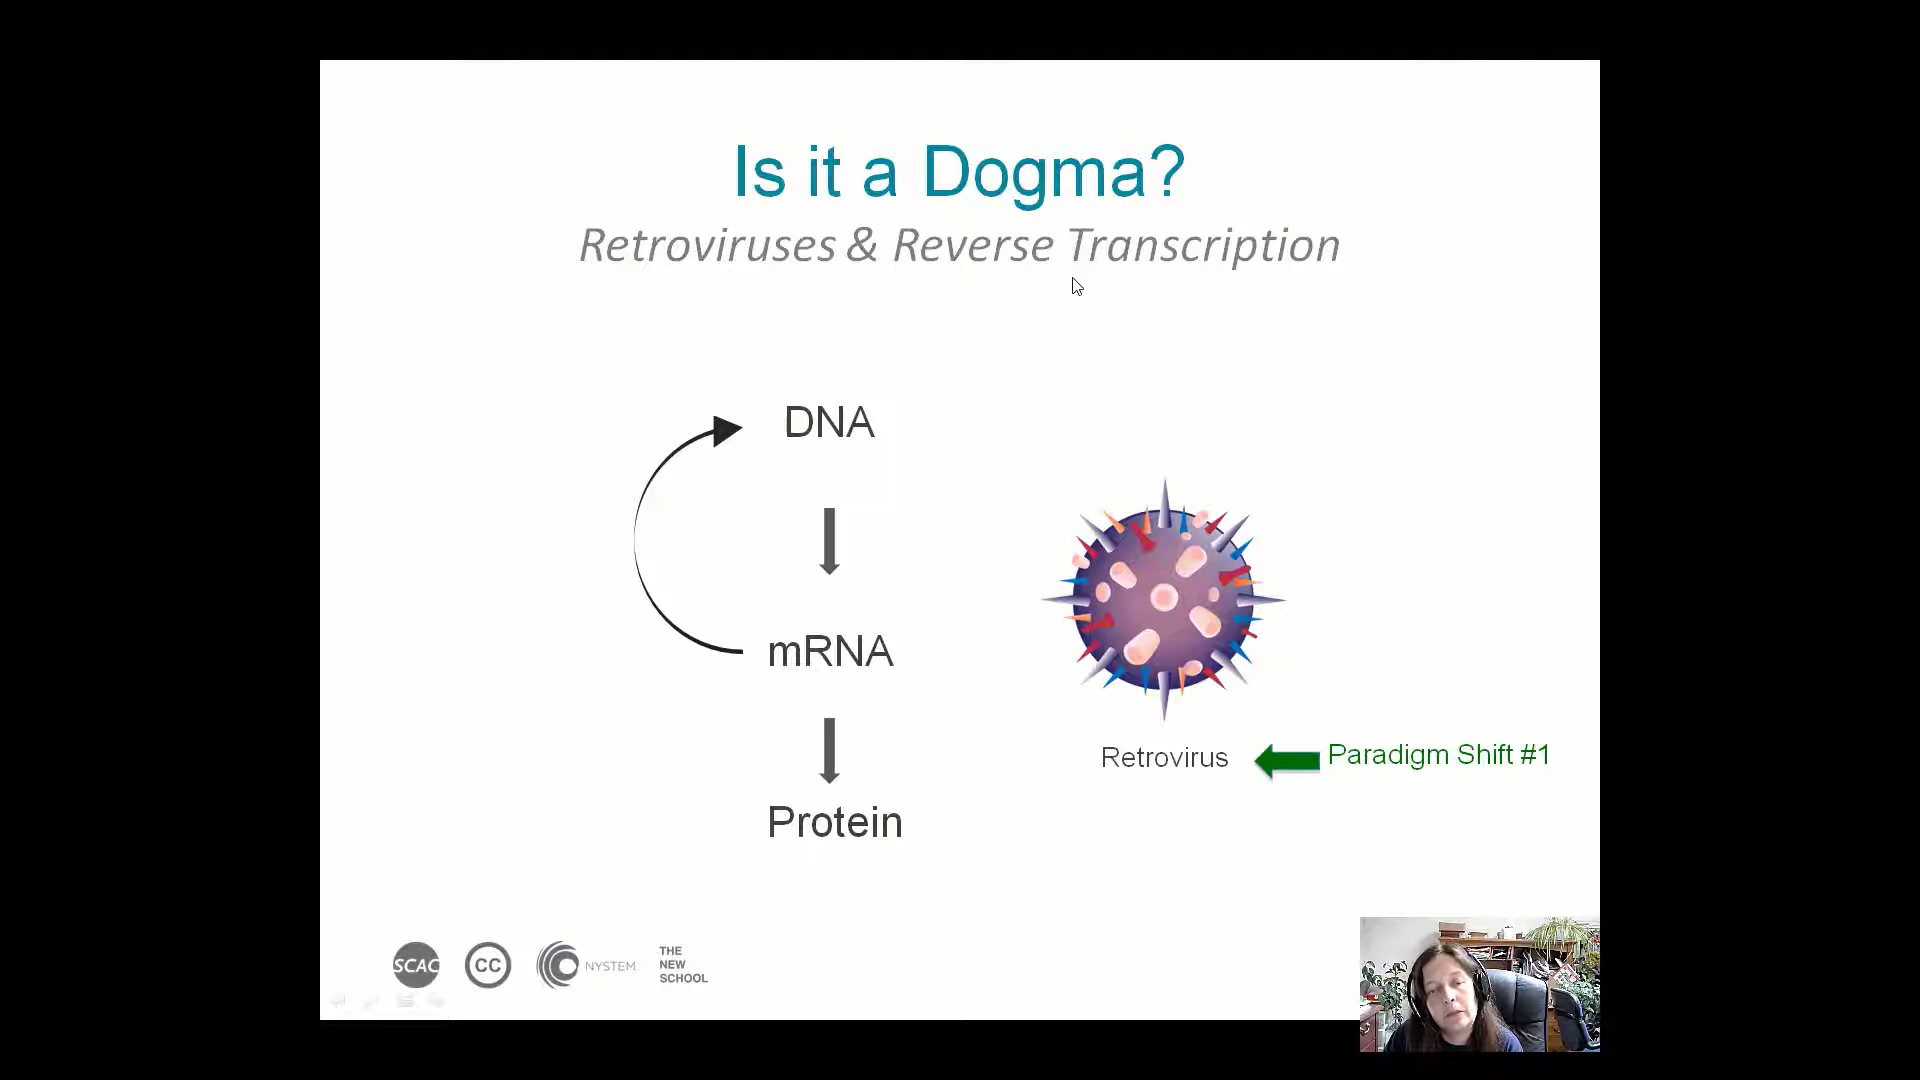 Is it a Dogma?
Retroviruses & Reverse Transcription
DNA
mRNA
Protein
Retrovirus
Paradigm Shift #1
SCAC
CC
NYSTEM
THE
NEW
SCHOOL